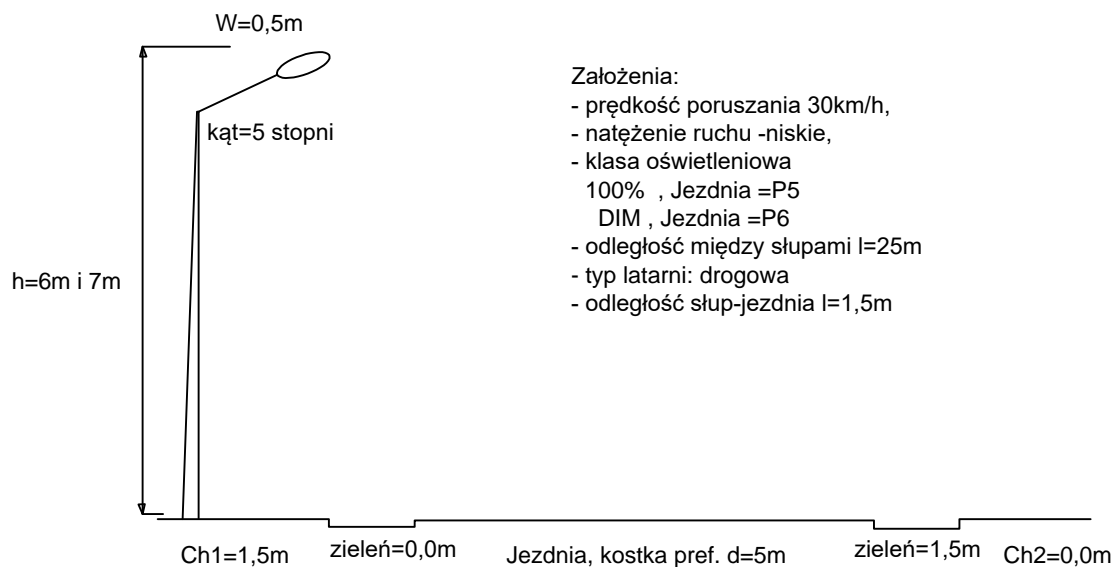 W=0,5m
kąt=5 stopni
h=6m i 7m
Założenia:
- prędkość poruszania 30km/h,
- natężenie ruchu -niskie,
- klasa oświetleniowa
100% , Jezdnia =P5
DIM , Jezdnia =P6
- odległość między słupami l=25m
- typ latarni: drogowa
- odległość słup-jezdnia l=1,5m
Ch1=1,5m
zieleń=0,0m
Jezdnia, kostka pref. d=5m
zieleń=1,5m
Ch2=0,0m